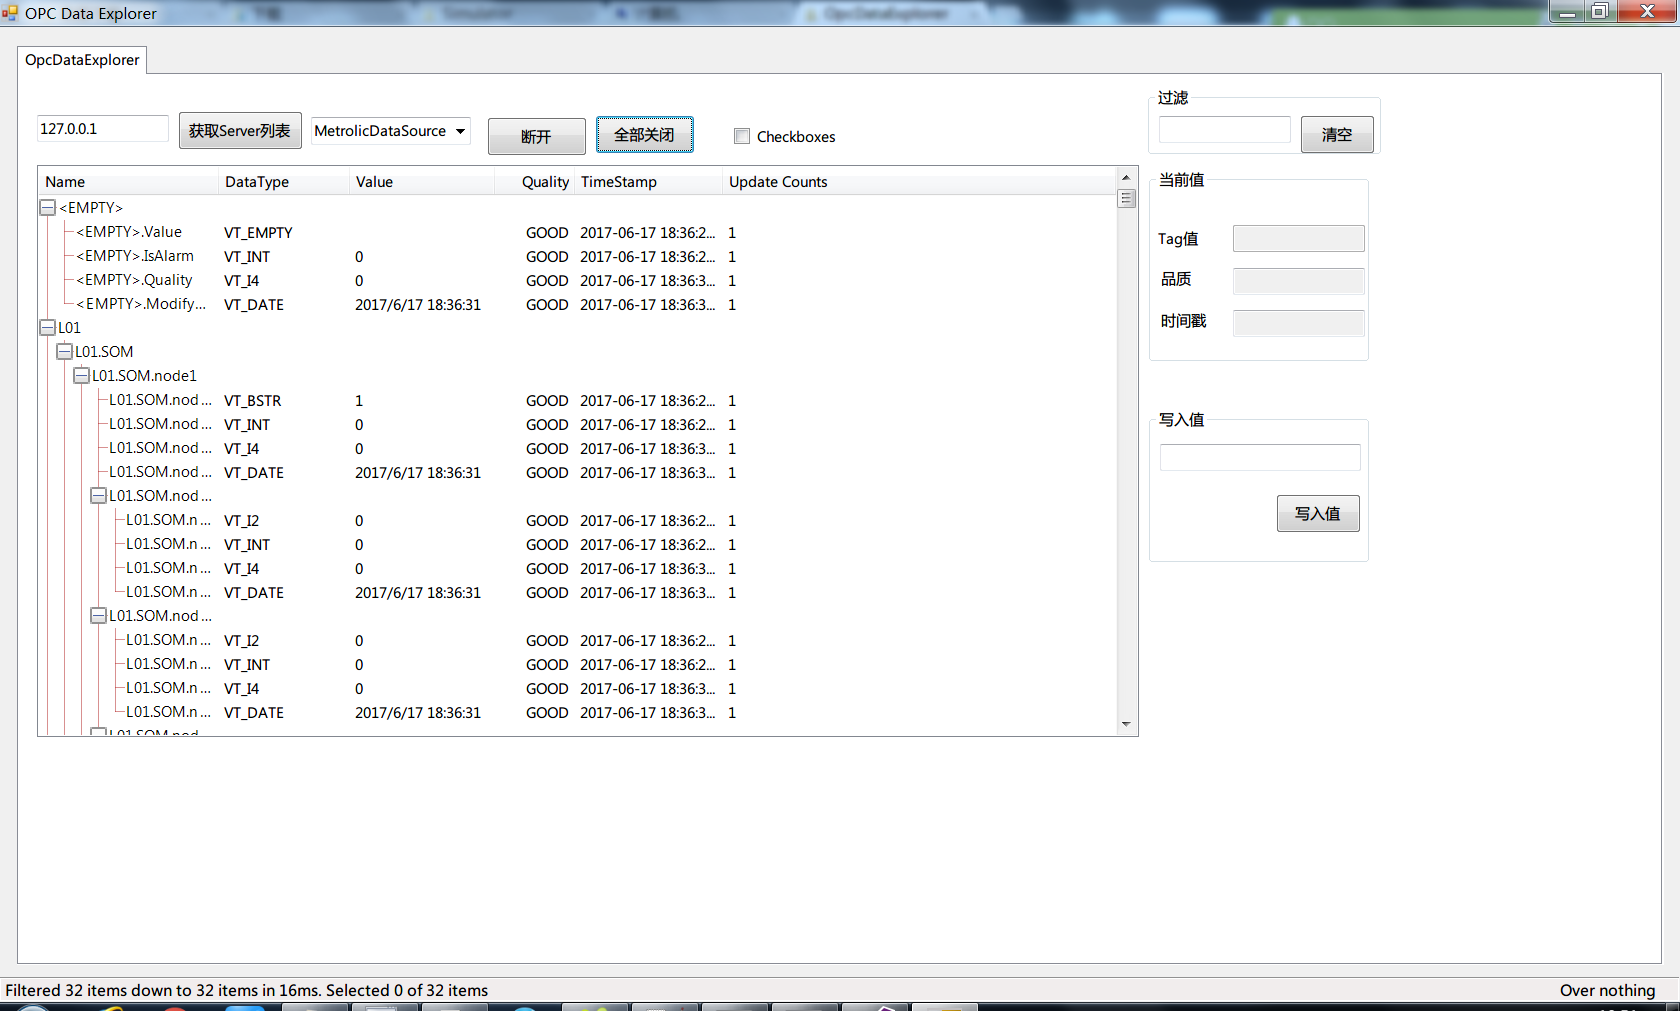 OPC Data Explorer
OpcDataExplorer
127.0.0.1 获取Server列表 MetrolicDataSource 断开 全部关闭 Checkboxes
过滤
清空
Name DataType Value Quality TimeStamp Update Counts
<EMPTY>
<EMPTY>.Value VT_EMPTY GOOD 2017-06-17 18:36:2... 1
<EMPTY>.IsAlarm VT_INT 0 GOOD 2017-06-17 18:36:2... 1
<EMPTY>.Quality VT_I4 0 GOOD 2017-06-17 18:36:3... 1
<EMPTY>.Modify... VT_DATE 2017/6/17 18:36:31 GOOD 2017-06-17 18:36:3... 1
L01
L01.SOM
L01.SOM.node1
L01.SOM.nod... VT_BSTR 1 GOOD 2017-06-17 18:36:2... 1
L01.SOM.nod... VT_INT 0 GOOD 2017-06-17 18:36:2... 1
L01.SOM.nod... VT_I4 0 GOOD 2017-06-17 18:36:3... 1
L01.SOM.nod... VT_DATE 2017/6/17 18:36:31 GOOD 2017-06-17 18:36:3... 1
L01.SOM.nod...
L01.SOM.n... VT_I2 0 GOOD 2017-06-17 18:36:2... 1
L01.SOM.n... VT_INT 0 GOOD 2017-06-17 18:36:2... 1
L01.SOM.n... VT_I4 0 GOOD 2017-06-17 18:36:3... 1
L01.SOM.n... VT_DATE 2017/6/17 18:36:31 GOOD 2017-06-17 18:36:3... 1
L01.SOM.nod...
L01.SOM.n... VT_I2 0 GOOD 2017-06-17 18:36:2... 1
L01.SOM.n... VT_INT 0 GOOD 2017-06-17 18:36:2... 1
L01.SOM.n... VT_I4 0 GOOD 2017-06-17 18:36:3... 1
L01.SOM.n... VT_DATE 2017/6/17 18:36:31 GOOD 2017-06-17 18:36:3... 1
当前值
Tag值
品质
时间戳
写入值
写入值
Filtered 32 items down to 32 items in 16ms. Selected 0 of 32 items
Over nothing